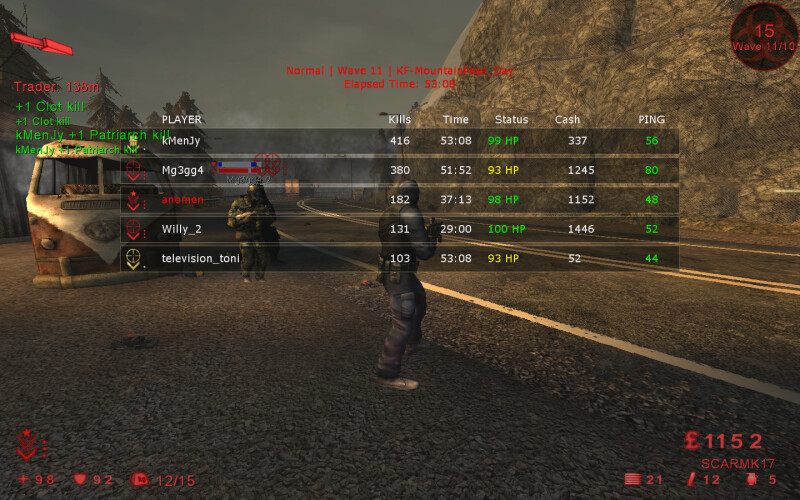 15
Wave 11/10
Normal | Wave 11 | KF-MountainPass_Day
Elapsed Time: 53:08
Trader: 138m
+1 Clot kill
+1 Clot kill
kMenJy +1 Patriarch kill
kMenJy +1 Patriarch kill
PLAYER Kills Time Status Cash PING
kMenJy 416 53:08 99 HP 337 56
Mg3gg4 380 51:52 93 HP 1245 80
anomen 182 37:13 98 HP 1152 48
Willy_2 131 29:00 100 HP 1446 52
television_toni 103 53:08 93 HP 52 44
£1152
SCARMK17
98 92 12/15 21 12 5